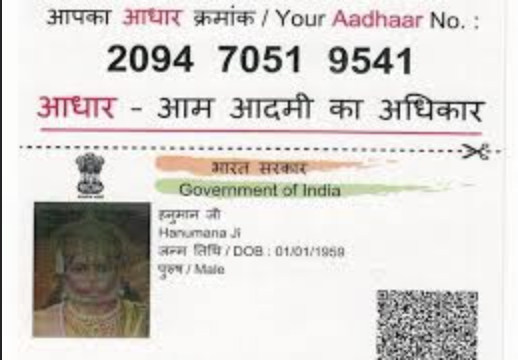 आपका आधार क्रमांक / Your Aadhaar No. :
2094 7051 9541
आधार - आम आदमी का अधिकार
भारत सरकार
Government of India
हनुमान जी
Hanumana Ji
जन्म तिथि / DOB : 01/01/1959
पुरुष / Male